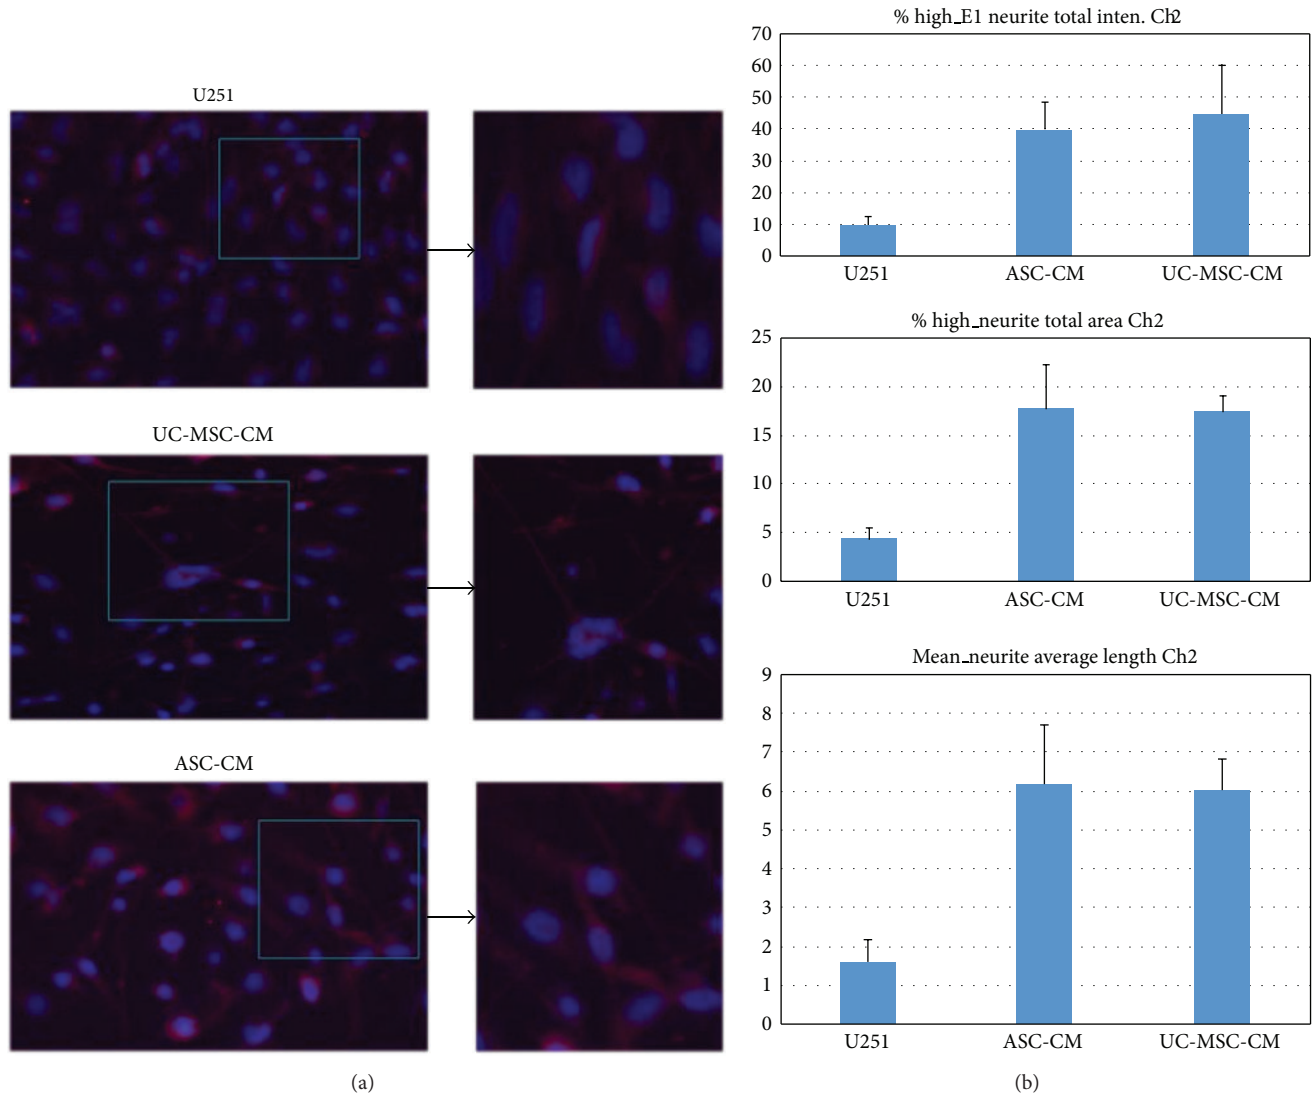 U251
UC-MSC-CM
ASC-CM
(a)
% high_E1 neurite total inten. Ch2
70
60
50
40
30
20
10
0
U251 ASC-CM UC-MSC-CM
% high_neurite total area Ch2
25
20
15
10
5
0
U251 ASC-CM UC-MSC-CM
Mean_neurite average length Ch2
9
8
7
6
5
4
3
2
1
0
U251 ASC-CM UC-MSC-CM
(b)